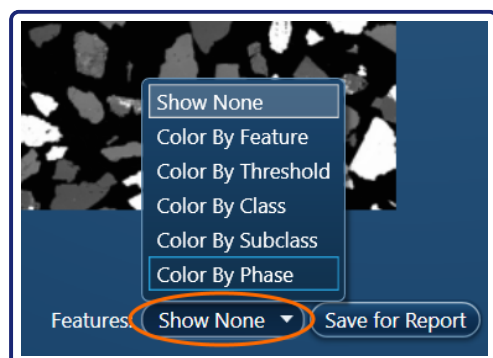 Show None
Color By Feature
Color By Threshold
Color By Class
Color By Subclass
Color By Phase
Features: Show None Save for Report